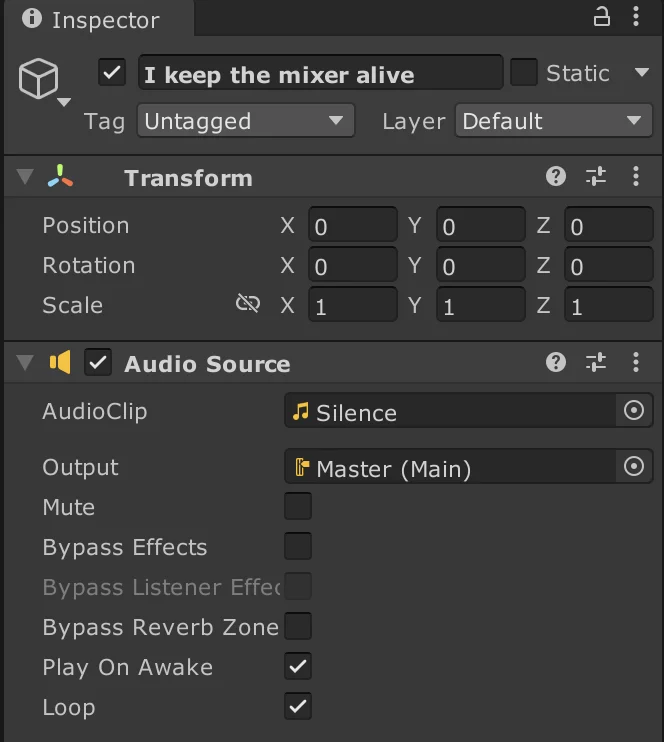 Inspector
I keep the mixer alive Static
Tag Untagged Layer Default
Transform
Position X 0 Y 0 Z 0
Rotation X 0 Y 0 Z 0
Scale X 1 Y 1 Z 1
Audio Source
AudioClip Silence
Output Master (Main)
Mute
Bypass Effects
Bypass Listener Effec
Bypass Reverb Zone
Play On Awake
Loop